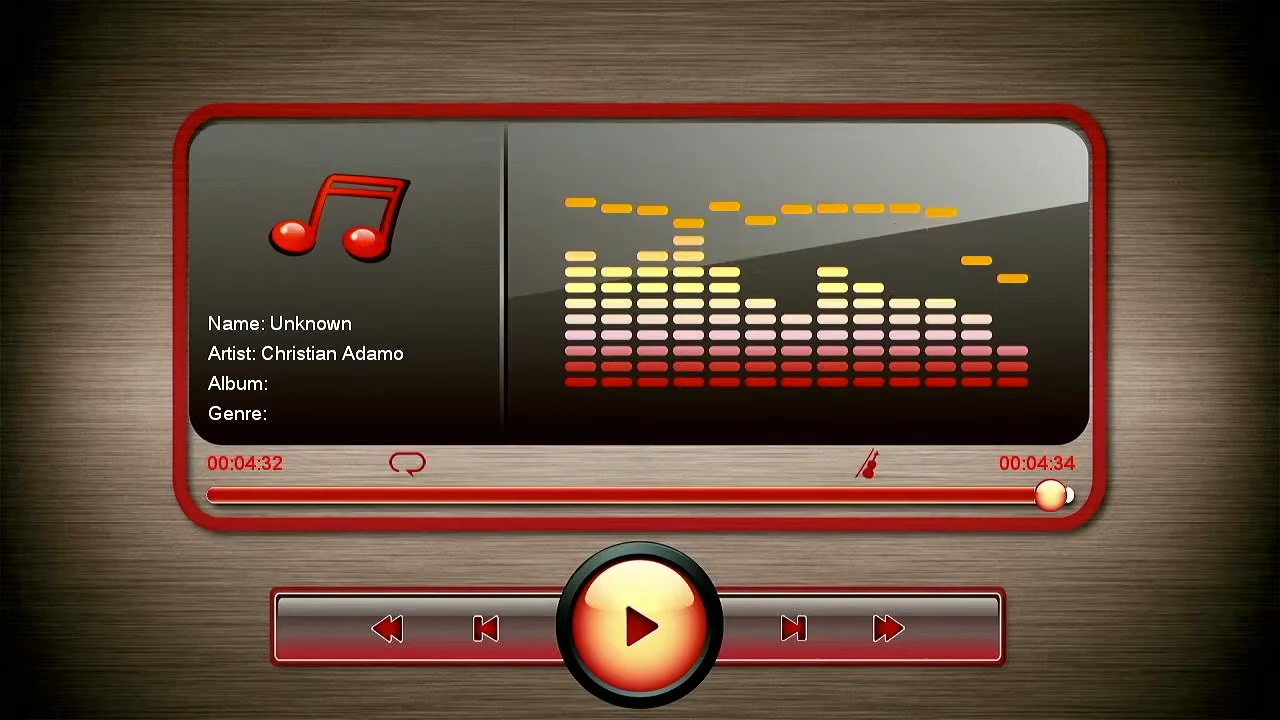 Name: Unknown
Artist: Christian Adamo
Album:
Genre:
00:04:32
00:04:34